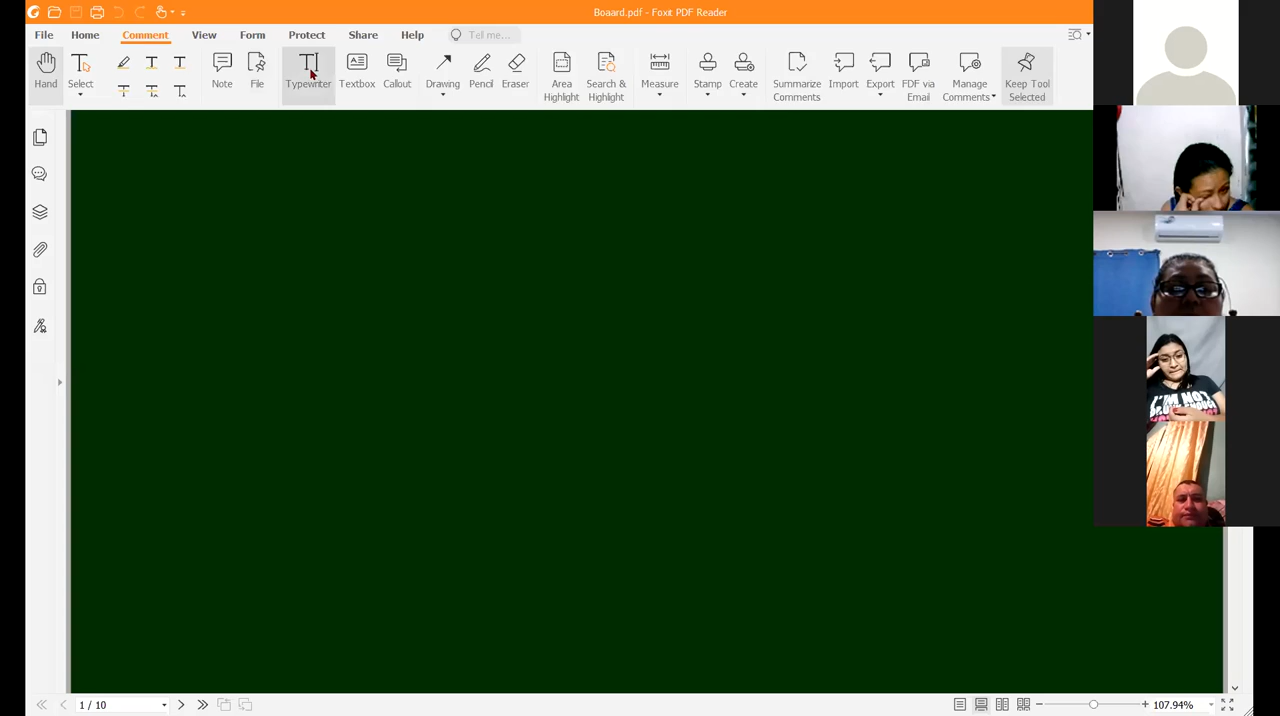 Boaard.pdf - Foxit PDF Reader
File Home Comment View Form Protect Share Help Tell me...
Hand Select Note File Typewriter Textbox Callout Drawing Pencil Eraser Area Highlight Search & Highlight Measure Stamp Create Summarize Comments Import Export FDF via Email Manage Comments Keep Tool Selected
I'M NOT
1 / 10
107.94%